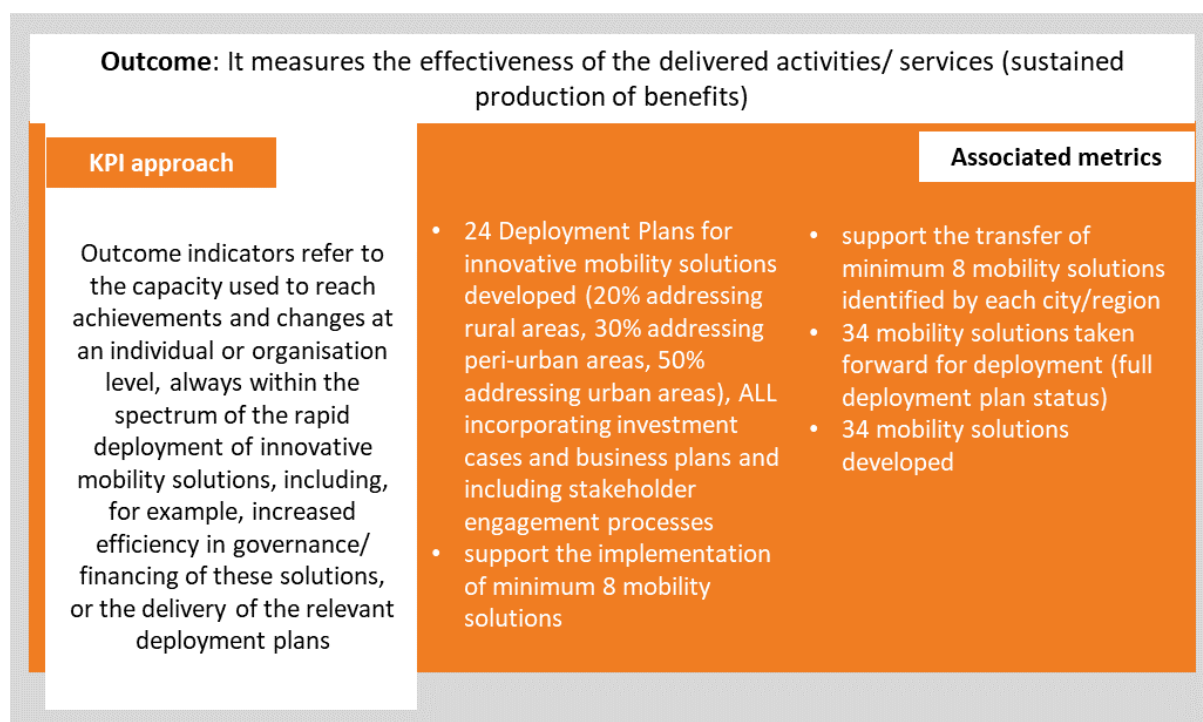 Outcome: It measures the effectiveness of the delivered activities/ services (sustained
production of benefits)
KPI approach
Outcome indicators refer to
the capacity used to reach
achievements and changes at
an individual or organisation
level, always within the
spectrum of the rapid
deployment of innovative
mobility solutions, including,
for example, increased
efficiency in governance/
financing of these solutions,
or the delivery of the relevant
deployment plans
Associated metrics
• 24 Deployment Plans for
innovative mobility solutions
developed (20% addressing
rural areas, 30% addressing
peri-urban areas, 50%
addressing urban areas), ALL
incorporating investment
cases and business plans and
including stakeholder
engagement processes
• support the implementation
of minimum 8 mobility
solutions
• support the transfer of
minimum 8 mobility solutions
identified by each city/region
• 34 mobility solutions taken
forward for deployment (full
deployment plan status)
• 34 mobility solutions
developed